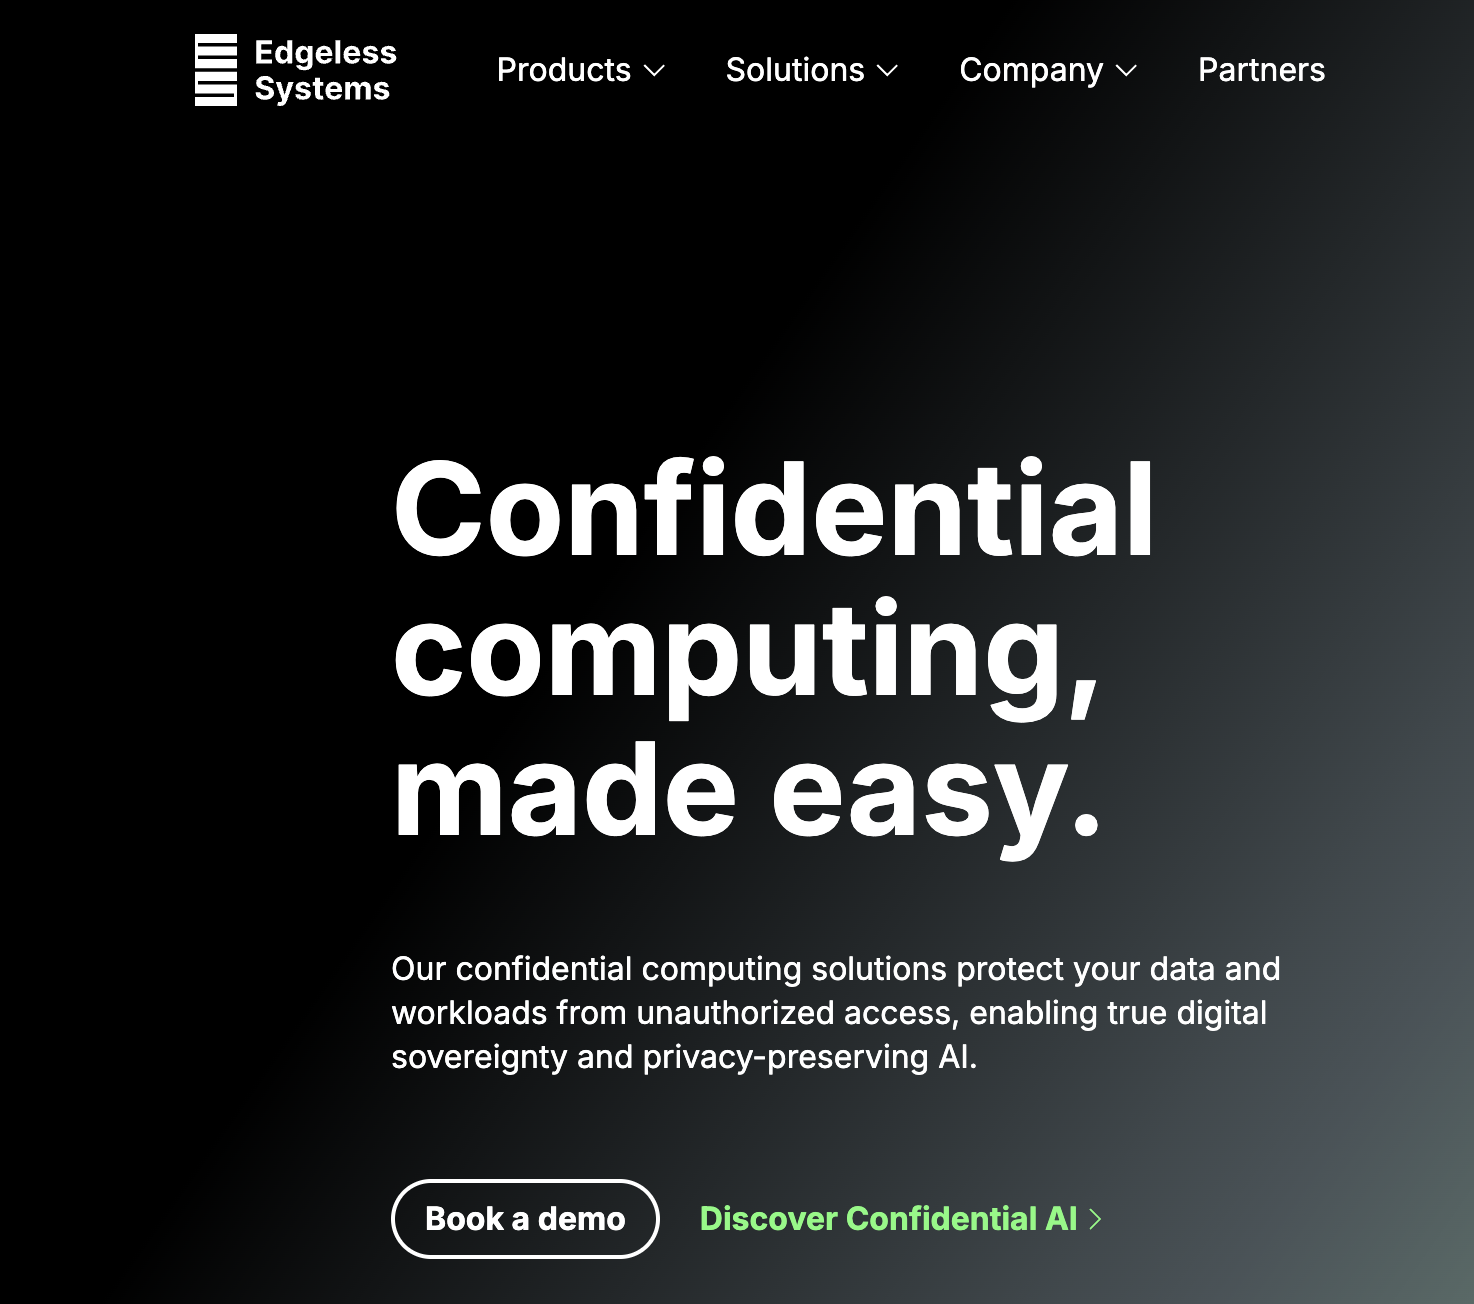 Edgeless
Systems
Products
Solutions
Company
Partners
Confidential
computing,
made easy.
Our confidential computing solutions protect your data and
workloads from unauthorized access, enabling true digital
sovereignty and privacy-preserving AI.
Book a demo
Discover Confidential AI